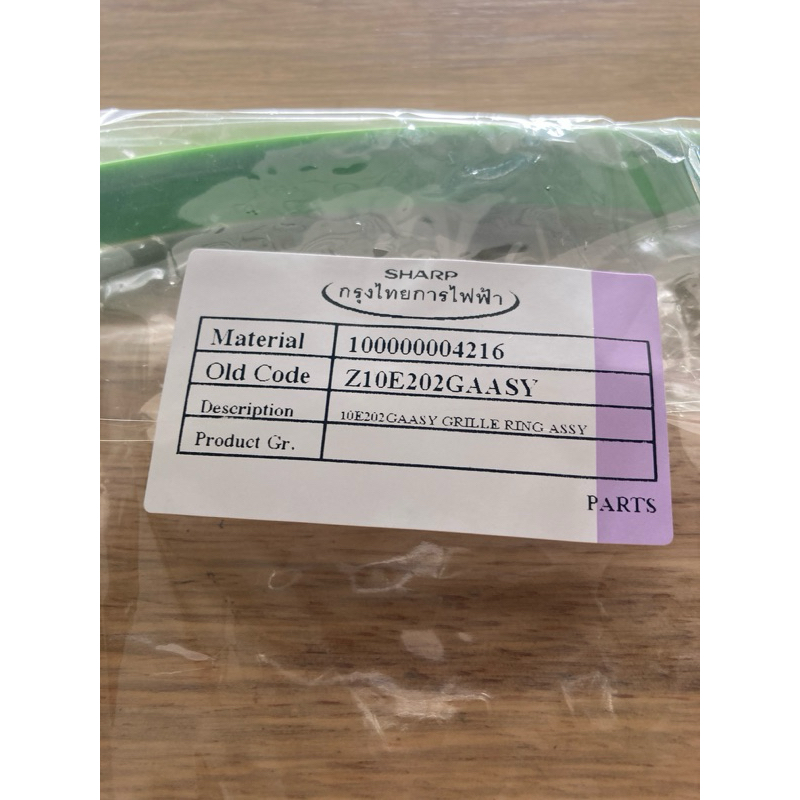 SHARP
กรุงไทยการไฟฟ้า
Material 100000004216
Old Code Z10E202GAASY
Description 10E202GAASY GRILLE RING ASSY
Product Gr.
PARTS